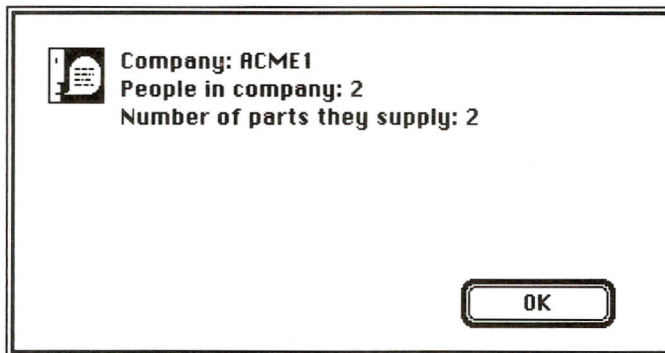 Company: ACME1
People in company: 2
Number of parts they supply: 2
OK